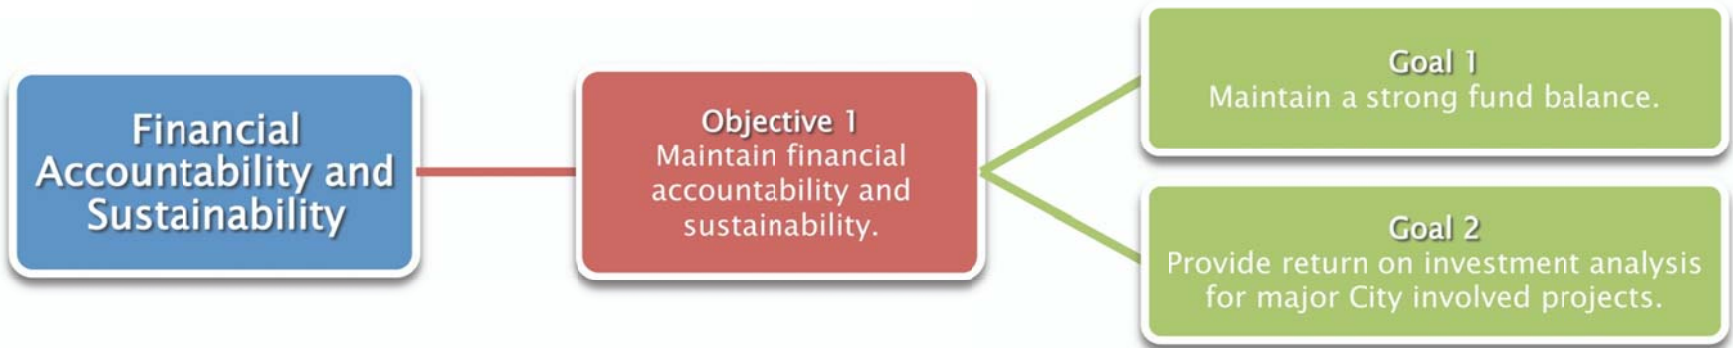 Financial
Accountability and
Sustainability
Objective 1
Maintain financial
accountability and
sustainability.
Goal 1
Maintain a strong fund balance.
Goal 2
Provide return on investment analysis
for major City involved projects.